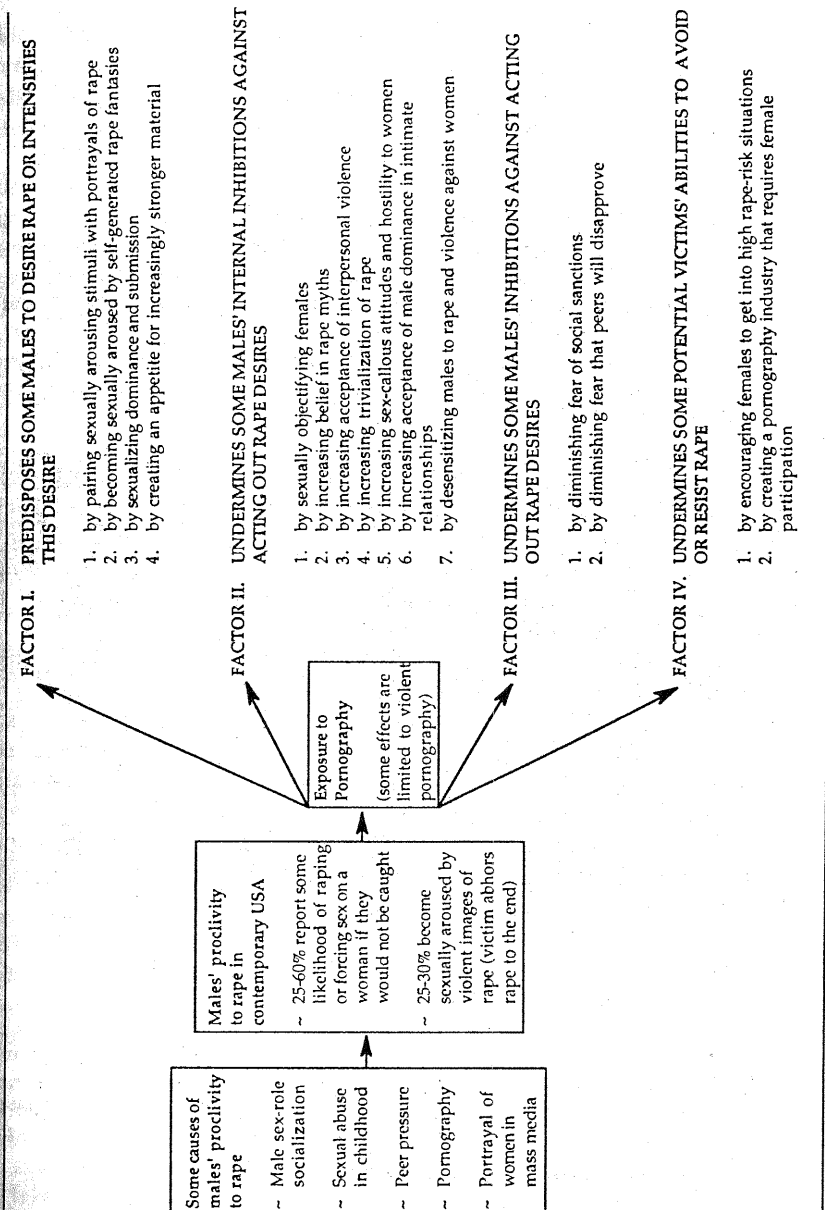 Some causes of
males' proclivity
to rape
~ Male sex-role
socialization
~ Sexual abuse
in childhood
~ Peer pressure
~ Pornography
~ Portrayal of
women in
mass media
Males' proclivity
to rape in
contemporary USA
~ 25-60% report some
likelihood of raping
or forcing sex on a
woman if they
would not be caught
~ 25-30% become
sexually aroused by
violent images of
rape (victim abhors
rape to the end)
Exposure to
Pornography
(some effects are
limited to violent
pornography)
FACTOR I. PREDISPOSES SOME MALES TO DESIRE RAPE OR INTENSIFIES
THIS DESIRE
1. by pairing sexually arousing stimuli with portrayals of rape
2. by becoming sexually aroused by self-generated rape fantasies
3. by sexualizing dominance and submission
4. by creating an appetite for increasingly stronger material
FACTOR II. UNDERMINES SOME MALES' INTERNAL INHIBITIONS AGAINST
ACTING OUT RAPE DESIRES
1. by sexually objectifying females
2. by increasing belief in rape myths
3. by increasing acceptance of interpersonal violence
4. by increasing trivialization of rape
5. by increasing sex-callous attitudes and hostility to women
6. by increasing acceptance of male dominance in intimate
relationships
7. by desensitizing males to rape and violence against women
FACTOR III. UNDERMINES SOME MALES' INHIBITIONS AGAINST ACTING
OUT RAPE DESIRES
1. by diminishing fear of social sanctions
2. by diminishing fear that peers will disapprove
FACTOR IV. UNDERMINES SOME POTENTIAL VICTIMS' ABILITIES TO AVOID
OR RESIST RAPE
1. by encouraging females to get into high rape-risk situations
2. by creating a pornography industry that requires female
participation